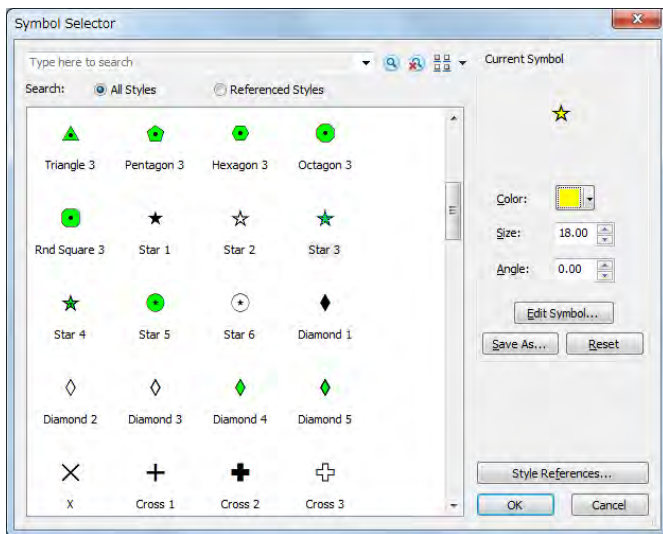 Symbol Selector
Type here to search
Search: All Styles Referenced Styles
Triangle 3 Pentagon 3 Hexagon 3 Octagon 3
Rnd Square 3 Star 1 Star 2 Star 3
Star 4 Star 5 Star 6 Diamond 1
Diamond 2 Diamond 3 Diamond 4 Diamond 5
X Cross 1 Cross 2 Cross 3
Current Symbol
Color:
Size: 18.00
Angle: 0.00
Edit Symbol...
Save As... Reset
Style References...
OK Cancel